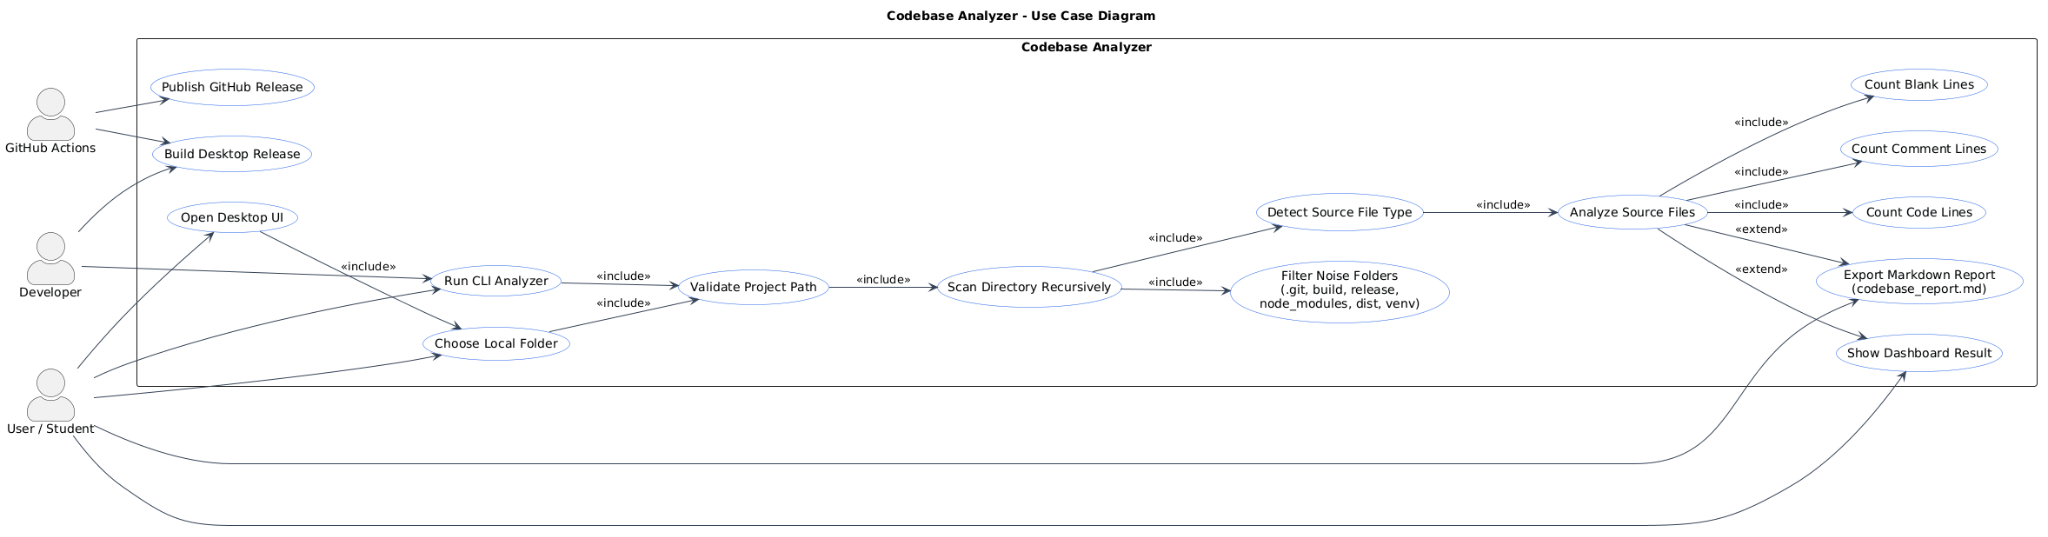 Codebase Analyzer - Use Case Diagram
Codebase Analyzer
GitHub Actions
Developer
User / Student
Publish GitHub Release
Build Desktop Release
Open Desktop UI
«include»
Run CLI Analyzer
Choose Local Folder
«include»
«include»
Validate Project Path
«include»
Scan Directory Recursively
«include»
«include»
Detect Source File Type
Filter Noise Folders
(.git, build, release,
node_modules, dist, venv)
«include»
Analyze Source Files
«include»
«include»
«include»
«extend»
«extend»
Count Blank Lines
Count Comment Lines
Count Code Lines
Export Markdown Report
(codebase_report.md)
Show Dashboard Result